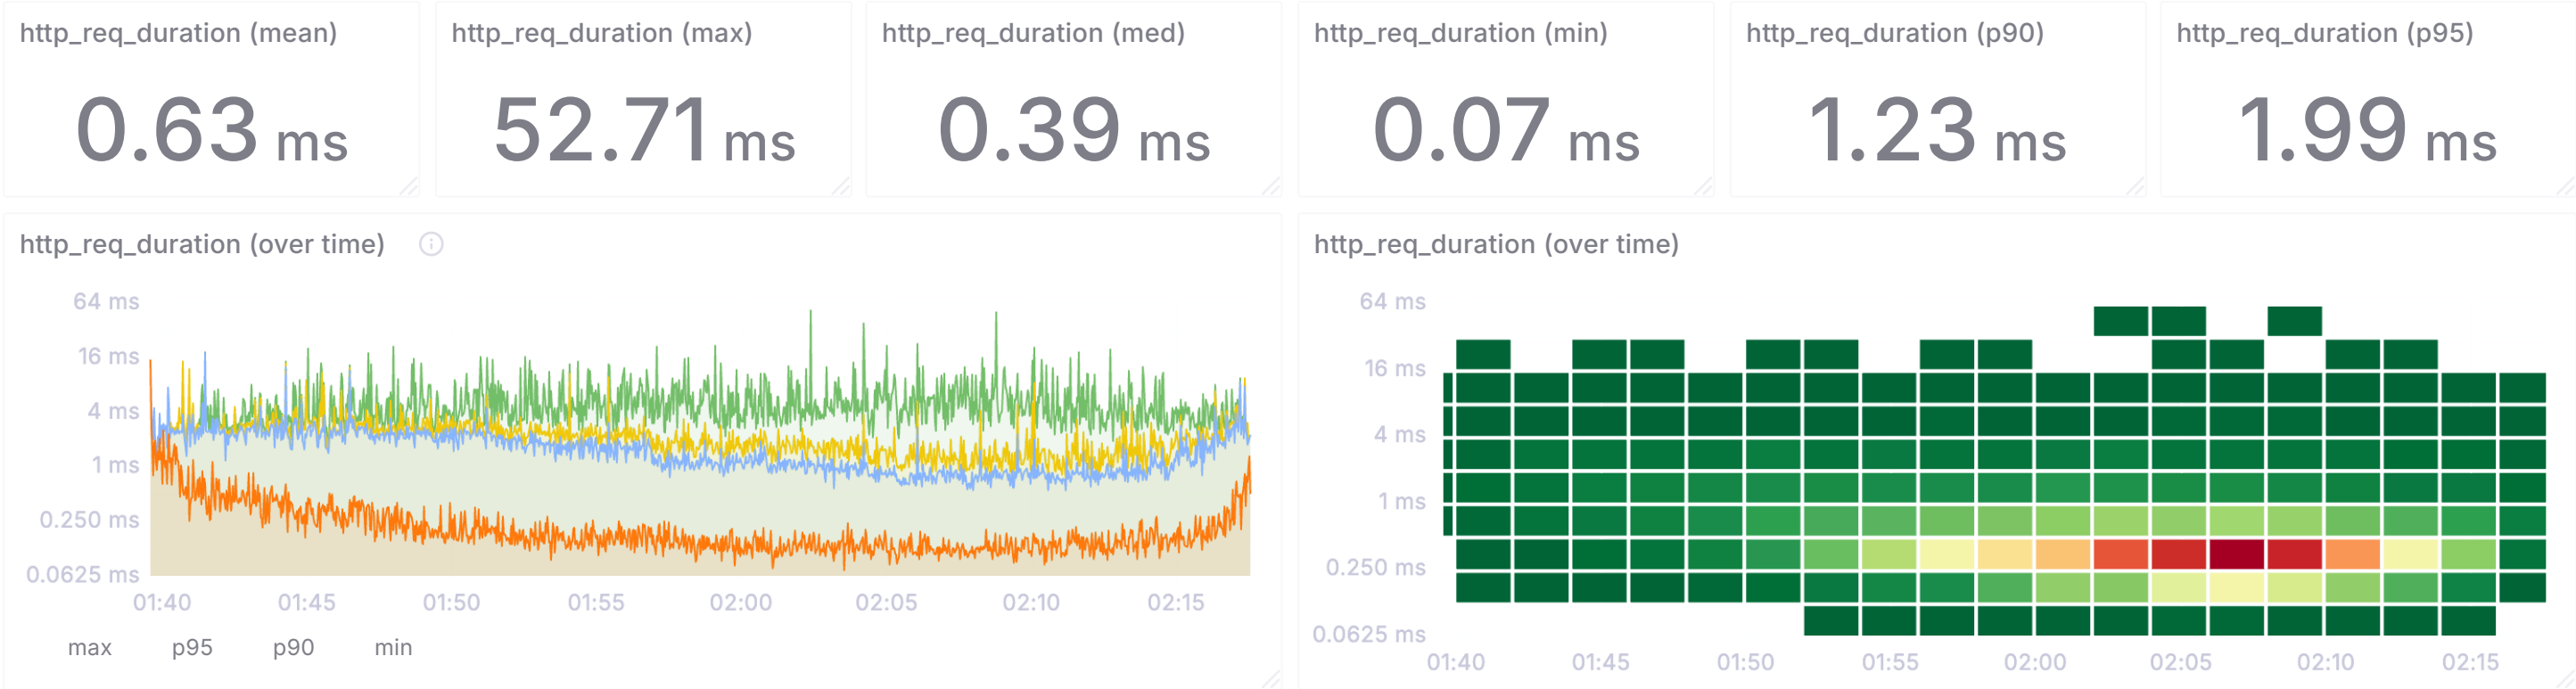 http_req_duration (mean)
0.63 ms
http_req_duration (max)
52.71 ms
http_req_duration (med)
0.39 ms
http_req_duration (min)
0.07 ms
http_req_duration (p90)
1.23 ms
http_req_duration (p95)
1.99 ms
http_req_duration (over time)
64 ms
16 ms
4 ms
1 ms
0.250 ms
0.0625 ms
01:40 01:45 01:50 01:55 02:00 02:05 02:10 02:15
max p95 p90 min
http_req_duration (over time)
64 ms
16 ms
4 ms
1 ms
0.250 ms
0.0625 ms
01:40 01:45 01:50 01:55 02:00 02:05 02:10 02:15